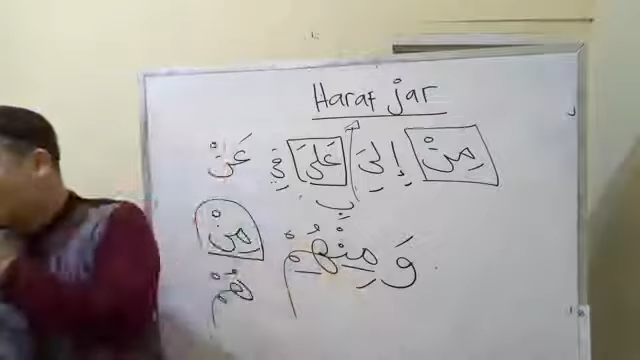 Haraf jar
مِنْ إِلَى عَلَى فِي عَنْ
بِ
وَمِنْهُمْ مِنْ
هُمْ